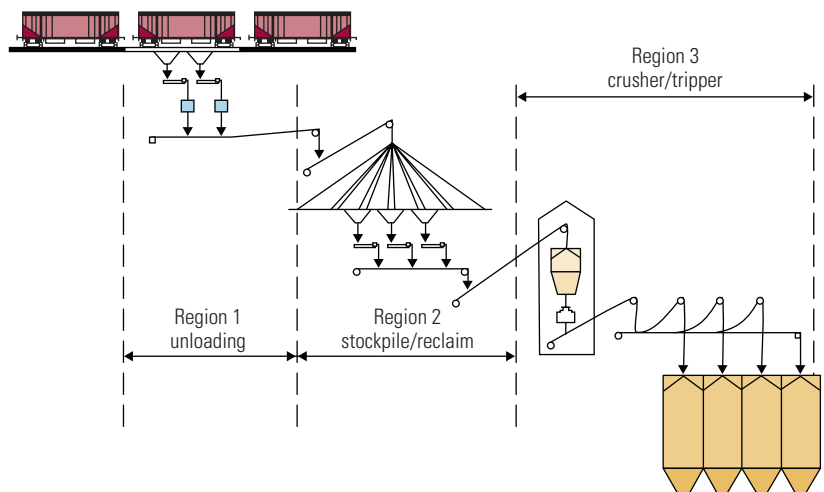 Region 3
crusher/tripper
Region 1
unloading
Region 2
stockpile/reclaim